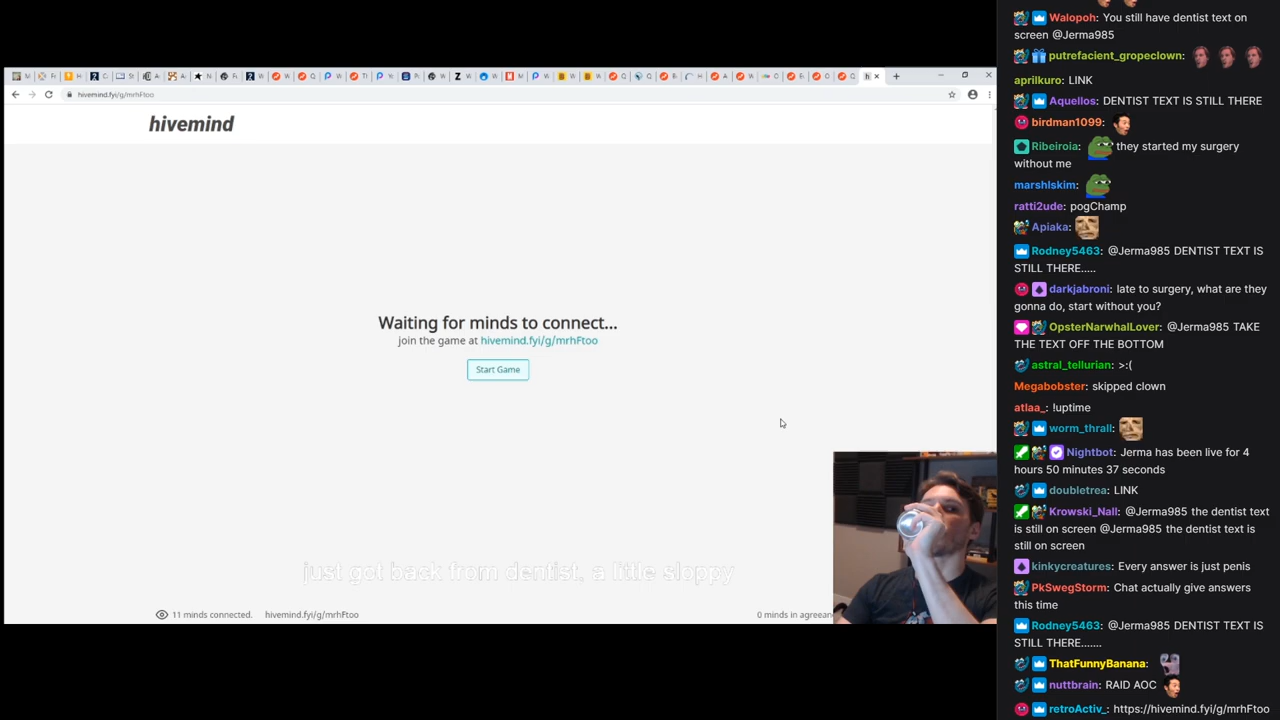 hivemind.fyi/g/mrhFtoo
hivemind
Waiting for minds to connect...
join the game at hivemind.fyi/g/mrhFtoo
Start Game
just got back from dentist, a little sloppy
11 minds connected. hivemind.fyi/g/mrhFtoo
0 minds in agreean
Walopoh: You still have dentist text on
screen @Jerma985
putrefacient_gropeclown:
aprilkuro: LINK
Aquellos: DENTIST TEXT IS STILL THERE
birdman1099:
Ribeiroia: they started my surgery
without me
marshlskim:
ratti2ude: pogChamp
Apiaka:
Rodney5463: @Jerma985 DENTIST TEXT IS
STILL THERE.....
darkjabroni: late to surgery, what are they
gonna do, start without you?
OpsterNarwhalLover: @Jerma985 TAKE
THE TEXT OFF THE BOTTOM
astral_tellurian: >:(
Megabobster: skipped clown
atlaa_: !uptime
worm_thrall:
Nightbot: Jerma has been live for 4
hours 50 minutes 37 seconds
doubletrea: LINK
Krowski_Nall: @Jerma985 the dentist text
is still on screen @Jerma985 the dentist text is
still on screen
kinkycreatures: Every answer is just penis
PkSwegStorm: Chat actually give answers
this time
Rodney5463: @Jerma985 DENTIST TEXT IS
STILL THERE.......
ThatFunnyBanana:
nuttbrain: RAID AOC
retroActiv_: https://hivemind.fyi/g/mrhFtoo